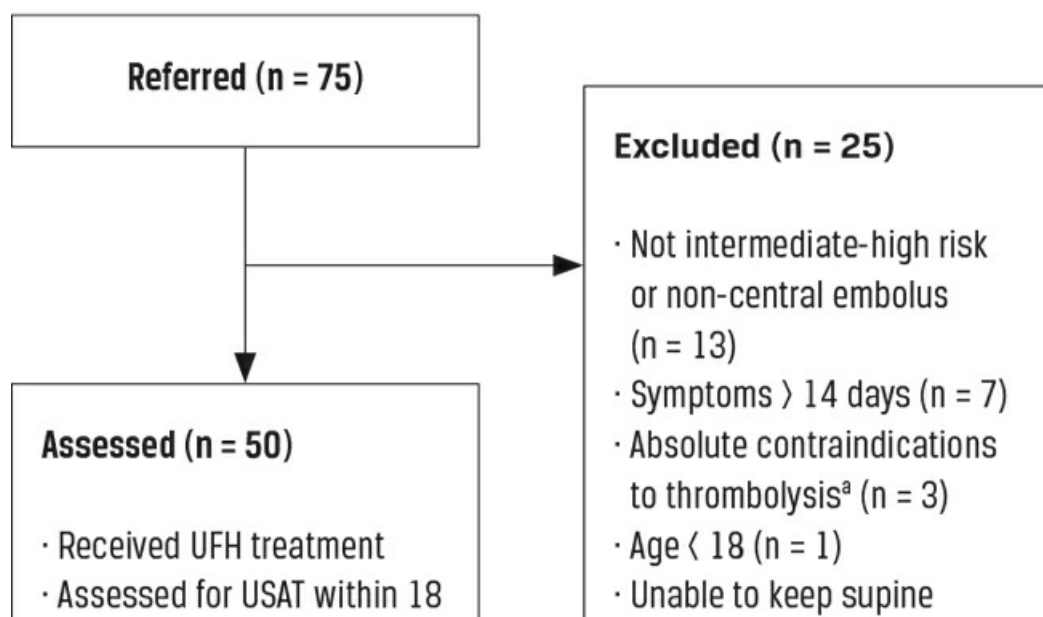 Referred (n = 75)
Excluded (n = 25)
· Not intermediate-high risk
or non-central embolus
(n = 13)
· Symptoms > 14 days (n = 7)
· Absolute contraindications
to thrombolysisᵃ (n = 3)
· Age < 18 (n = 1)
· Unable to keep supine
Assessed (n = 50)
· Received UFH treatment
· Assessed for USAT within 18